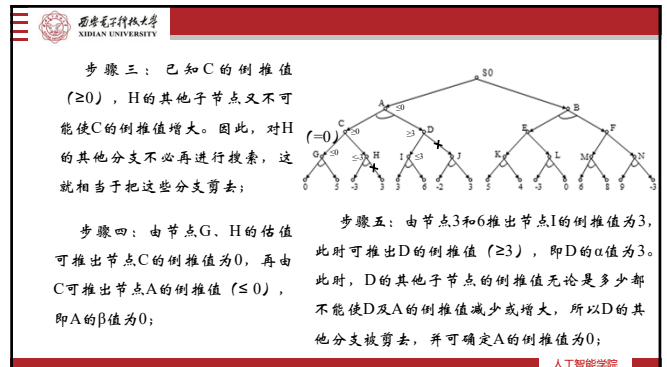 西安电子科技大学
XIDIAN UNIVERSITY
步骤三：已知C的倒推值
（≥0），H的其他子节点又不可
能使C的倒推值增大。因此，对H
的其他分支不必再进行搜索，这
就相当于把这些分支剪去；
步骤四：由节点G、H的估值
可推出节点C的倒推值为0，再由
C可推出节点A的倒推值（≤ 0），
即A的β值为0；
S0
A ≤0 B
C ≥0 ≥3 D E F
（=0）
G ≤0 ≤-3 H I ≤3 J K L M N
0 5 -3 3 3 6 -2 3 5 4 -3 0 6 8 9 -3
步骤五：由节点3和6推出节点I的倒推值为3，
此时可推出D的倒推值（≥3），即D的α值为3。
此时，D的其他子节点的倒推值无论是多少都
不能使D及A的倒推值减少或增大，所以D的其
他分支被剪去，并可确定A的倒推值为0；
人工智能学院